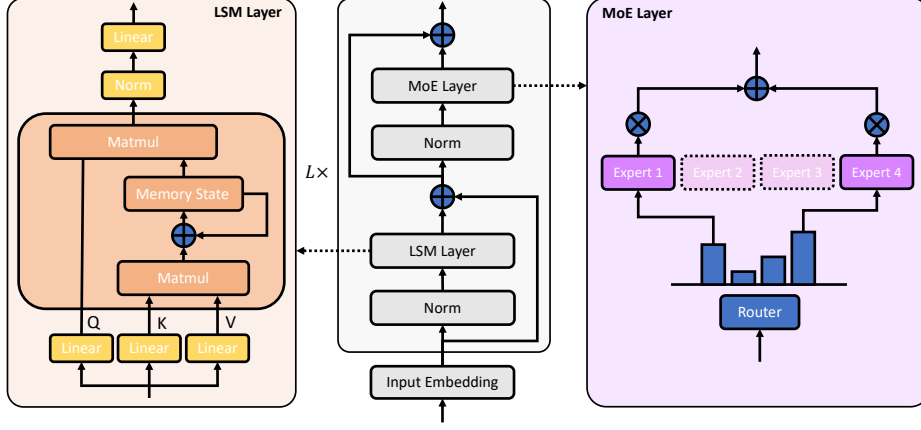 LSM Layer
Linear
Norm
Matmul
Memory State
Matmul
Q
K
V
Linear
Linear
Linear
L×
MoE Layer
Norm
LSM Layer
Norm
Input Embedding
MoE Layer
Expert 1
Expert 2
Expert 3
Expert 4
Router